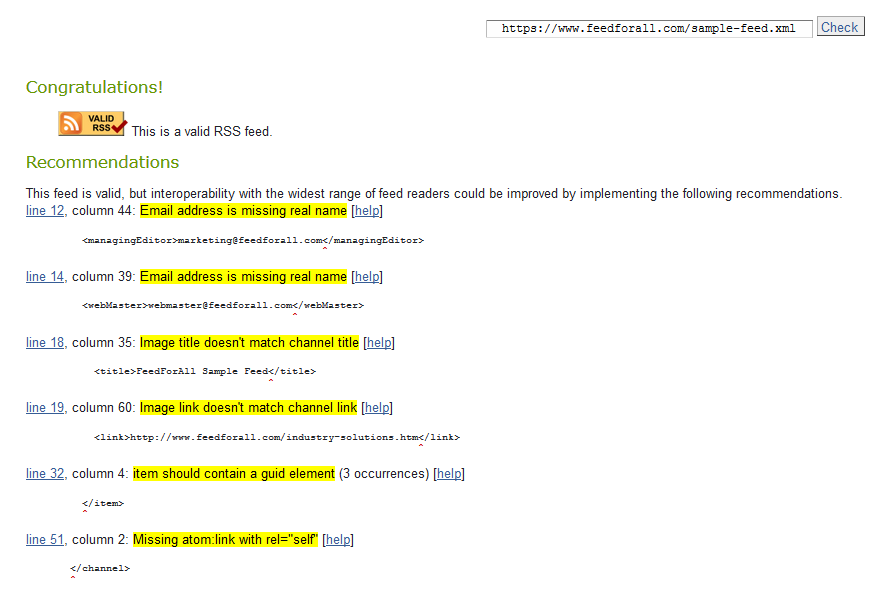 https://www.feedforall.com/sample-feed.xml Check
Congratulations!
VALID
RSS This is a valid RSS feed.
Recommendations
This feed is valid, but interoperability with the widest range of feed readers could be improved by implementing the following recommendations.
line 12, column 44: Email address is missing real name [help]
<managingEditor>marketing@feedforall.com</managingEditor>
^
line 14, column 39: Email address is missing real name [help]
<webMaster>webmaster@feedforall.com</webMaster>
^
line 18, column 35: Image title doesn't match channel title [help]
<title>FeedForAll Sample Feed</title>
^
line 19, column 60: Image link doesn't match channel link [help]
<link>http://www.feedforall.com/industry-solutions.htm</link>
^
line 32, column 4: item should contain a guid element (3 occurrences) [help]
</item>
^
line 51, column 2: Missing atom:link with rel="self" [help]
</channel>
^